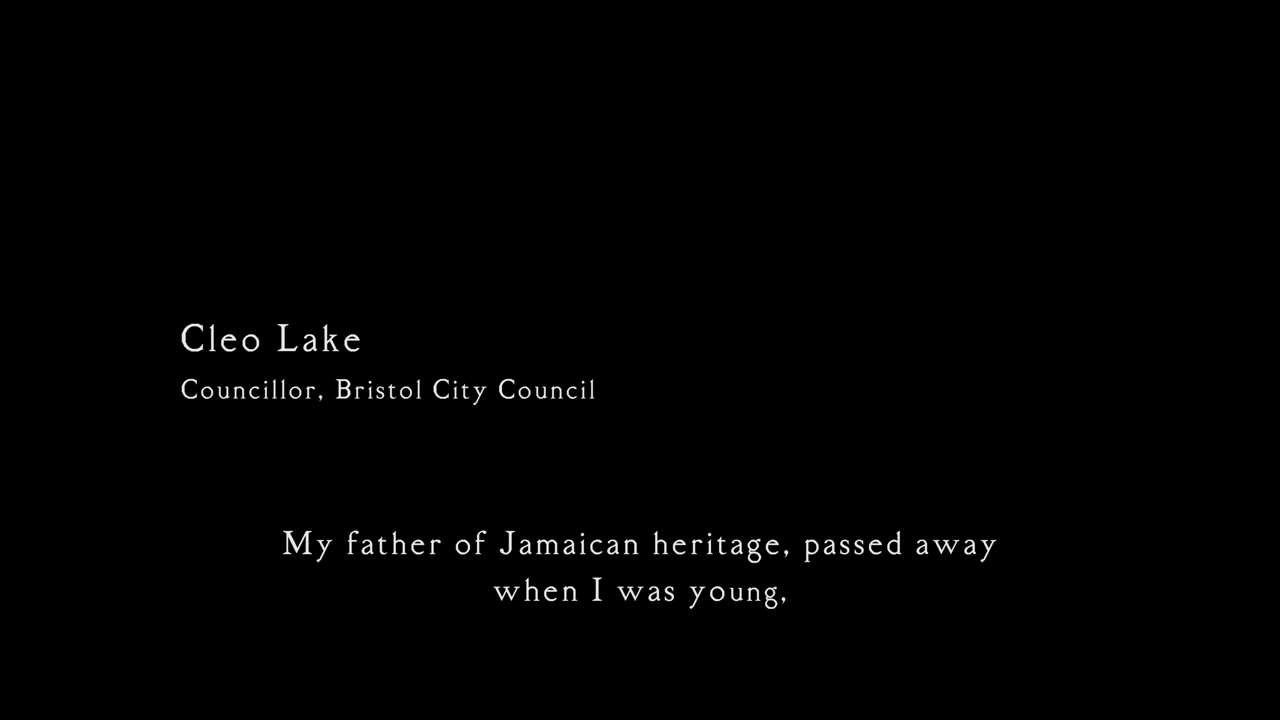 Cleo Lake
Councillor, Bristol City Council
My father of Jamaican heritage, passed away
when I was young,